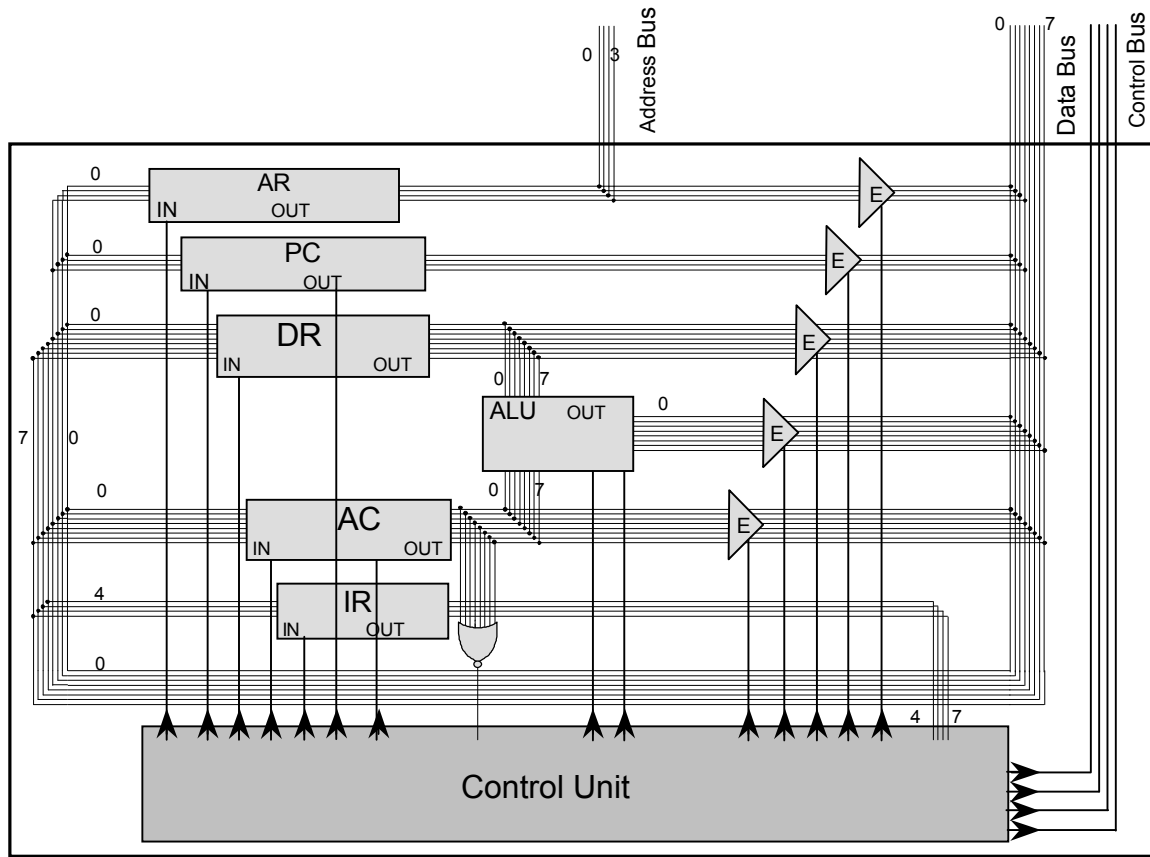 0 3 Address Bus
0 7 Data Bus
Control Bus
0 AR
IN OUT E
0 PC
IN OUT E
0 DR
IN OUT E
0 7
ALU OUT 0 E
7 0
0 7
0 AC E
IN OUT
4 IR
IN OUT
0
4 7
Control Unit